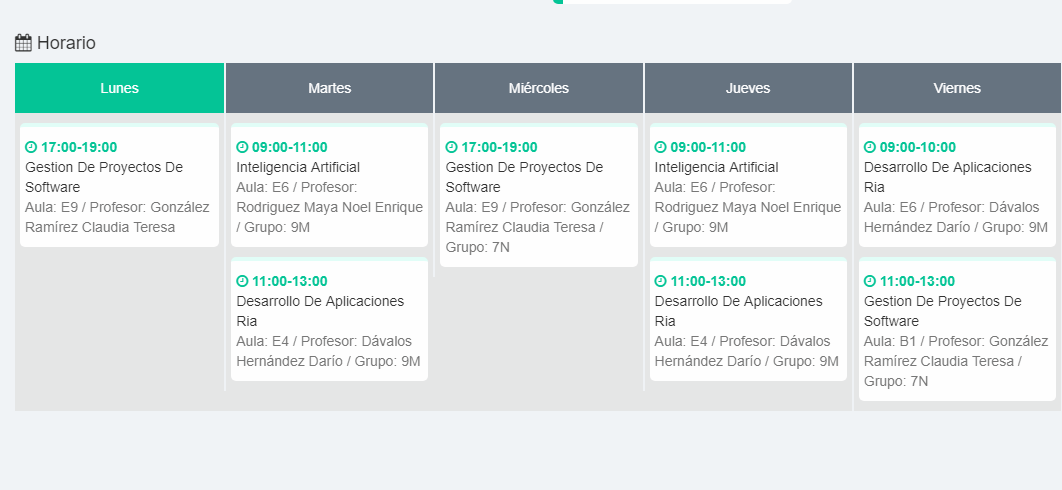 Horario
Lunes
Martes
Miércoles
Jueves
Viernes
17:00-19:00
Gestion De Proyectos De
Software
Aula: E9 / Profesor: González
Ramírez Claudia Teresa
09:00-11:00
Inteligencia Artificial
Aula: E6 / Profesor:
Rodriguez Maya Noel Enrique
/ Grupo: 9M
11:00-13:00
Desarrollo De Aplicaciones
Ria
Aula: E4 / Profesor: Dávalos
Hernández Darío / Grupo: 9M
17:00-19:00
Gestion De Proyectos De
Software
Aula: E9 / Profesor: González
Ramírez Claudia Teresa /
Grupo: 7N
09:00-11:00
Inteligencia Artificial
Aula: E6 / Profesor:
Rodriguez Maya Noel Enrique
/ Grupo: 9M
11:00-13:00
Desarrollo De Aplicaciones
Ria
Aula: E4 / Profesor: Dávalos
Hernández Darío / Grupo: 9M
09:00-10:00
Desarrollo De Aplicaciones
Ria
Aula: E6 / Profesor: Dávalos
Hernández Darío / Grupo: 9M
11:00-13:00
Gestion De Proyectos De
Software
Aula: B1 / Profesor: González
Ramírez Claudia Teresa /
Grupo: 7N